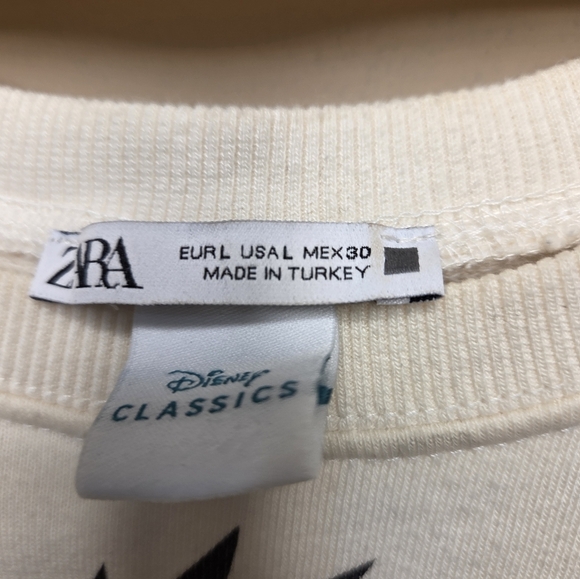 ZARA
EUR L USA L MEX 30
MADE IN TURKEY
Disney
CLASSICS